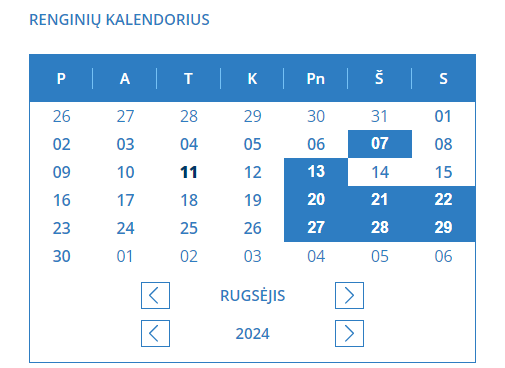 RENGINIŲ KALENDORIUS
P A T K Pn Š S
26 27 28 29 30 31 01
02 03 04 05 06 07 08
09 10 11 12 13 14 15
16 17 18 19 20 21 22
23 24 25 26 27 28 29
30 01 02 03 04 05 06
RUGSĖJIS
2024